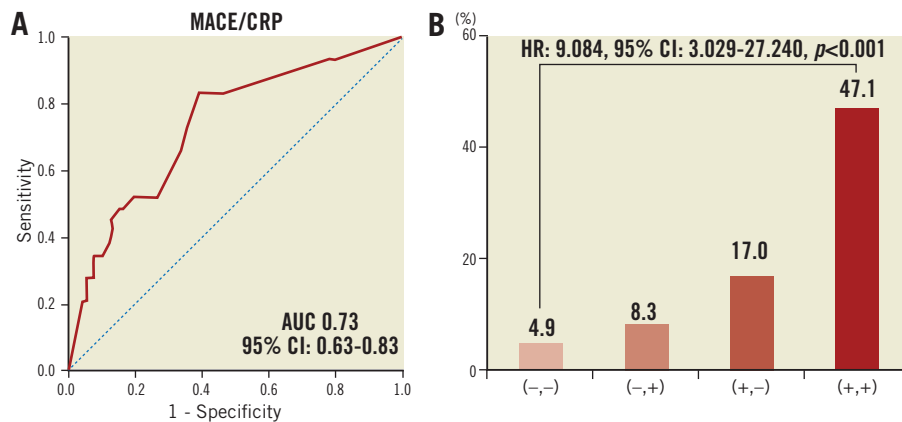 A
MACE/CRP
1.0
0.8
0.6
0.4
0.2
0.0
Sensitivity
0.0 0.2 0.4 0.6 0.8 1.0
1 - Specificity
AUC 0.73
95% CI: 0.63-0.83
B
(%)
60
40
20
0
HR: 9.084, 95% CI: 3.029-27.240, p<0.001
4.9
8.3
17.0
47.1
(−,−) (−,+) (+,−) (+,+)